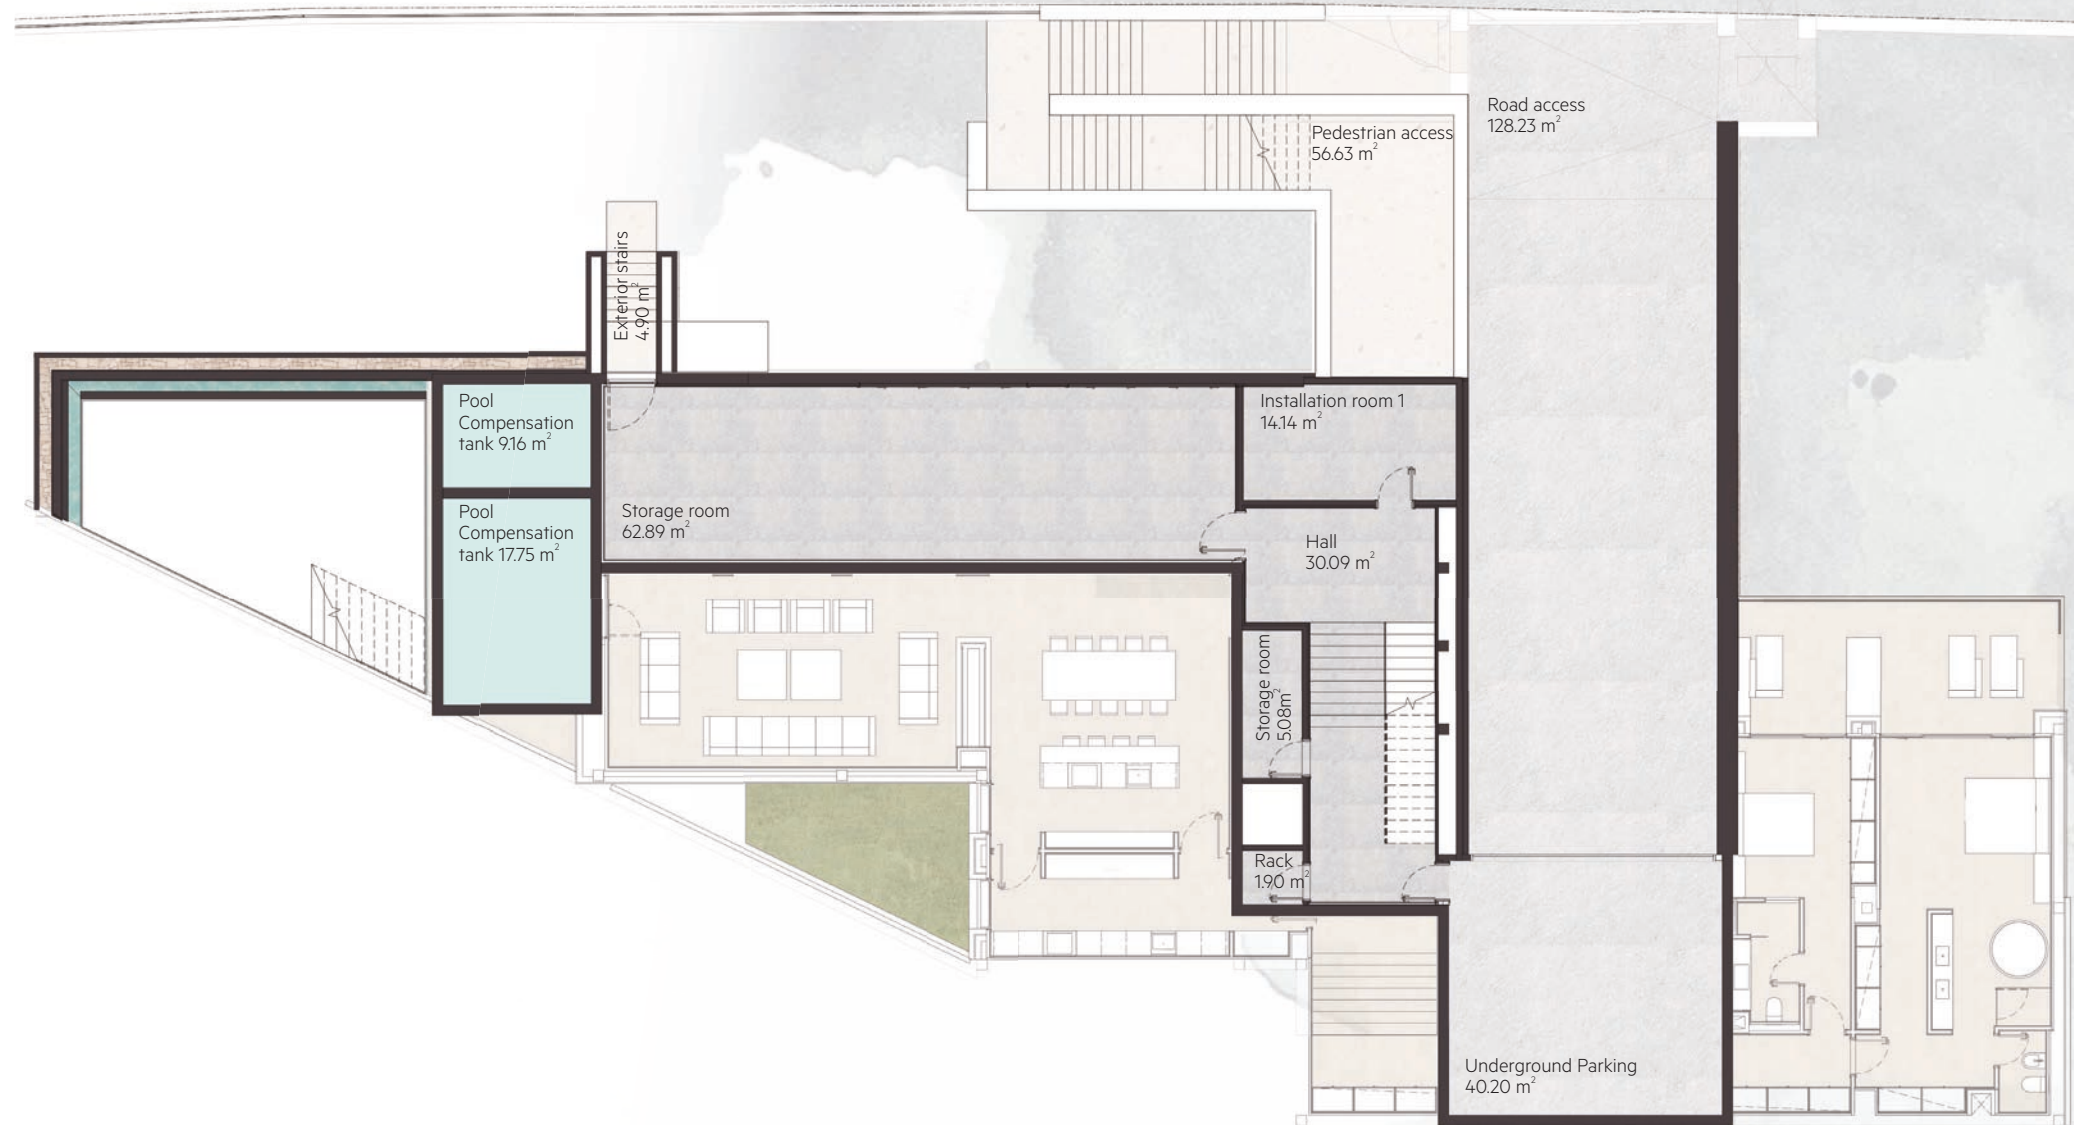 Road access
128.23 m²
Pedestrian access
56.63 m²
Exterior stairs
4.90 m²
Pool
Compensation
tank 9.16 m²
Installation room 1
14.14 m²
Pool
Compensation
tank 17.75 m²
Storage room
62.89 m²
Hall
30.09 m²
Storage room
5.08m²
Rack
1.90 m²
Underground Parking
40.20 m²